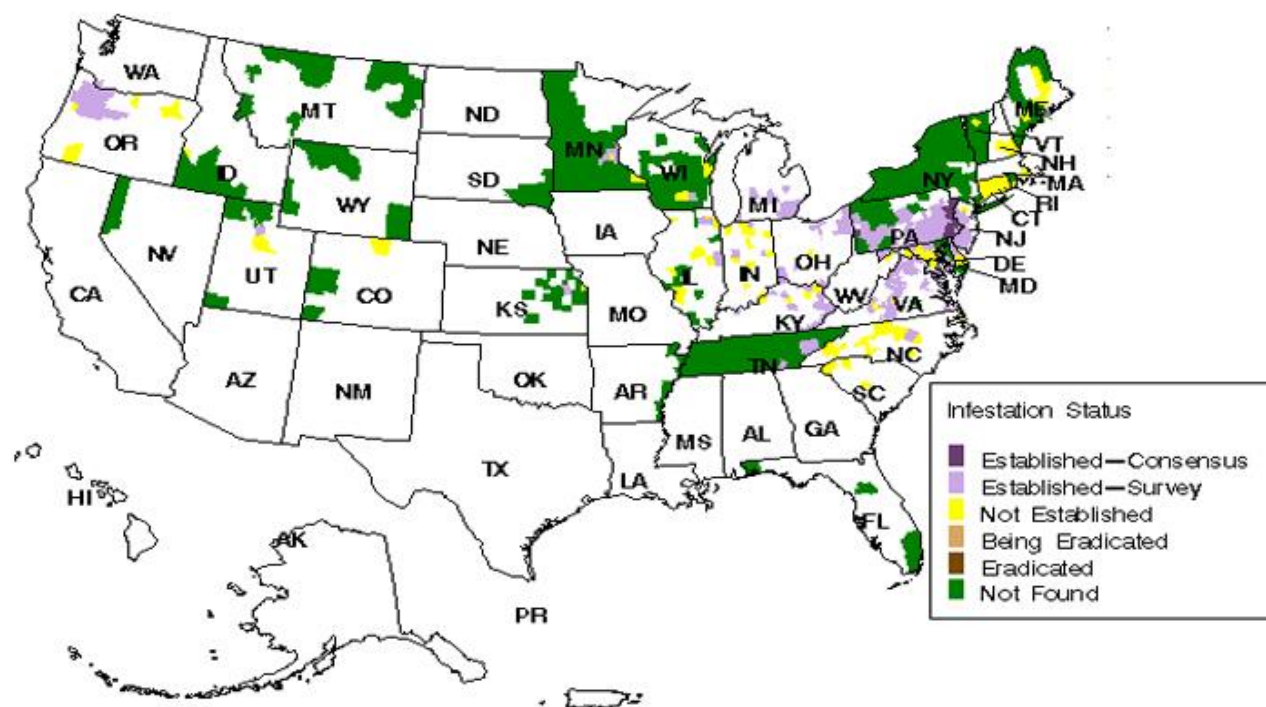 WA
MT
ND
MN
ME
OR
ID
SD
WI
VT
NH
WY
MI
NY
MA
RI
CT
NV
UT
NE
IA
PA
NJ
CA
CO
IL
IN
OH
DE
MD
KS
MO
WV
VA
KY
AZ
NM
OK
AR
TN
NC
SC
MS
AL
GA
TX
LA
FL
HI
AK
PR
Infestation Status
Established—Consensus
Established—Survey
Not Established
Being Eradicated
Eradicated
Not Found